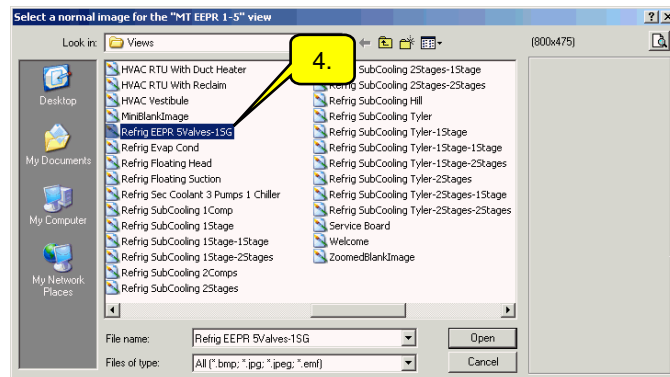 Select a normal image for the "MT EEPR 1-5" view
Look in:
Views
(800x475)
4.
Desktop
My Documents
My Computer
My Network
Places
HVAC RTU With Duct Heater
HVAC RTU With Reclaim
HVAC Vestibule
MiniBlankImage
Refrig EEPR 5Valves-1SG
Refrig Evap Cond
Refrig Floating Head
Refrig Floating Suction
Refrig Sec Coolant 3 Pumps 1 Chiller
Refrig SubCooling 1Comp
Refrig SubCooling 1Stage
Refrig SubCooling 1Stage-1Stage
Refrig SubCooling 1Stage-2Stages
Refrig SubCooling 2Comps
Refrig SubCooling 2Stages
SubCooling 2Stages-1Stage
Refrig SubCooling 2Stages-2Stages
Refrig SubCooling Hill
Refrig SubCooling Tyler
Refrig SubCooling Tyler-1Stage
Refrig SubCooling Tyler-1Stage-1Stage
Refrig SubCooling Tyler-1Stage-2Stages
Refrig SubCooling Tyler-2Stages
Refrig SubCooling Tyler-2Stages-1Stage
Refrig SubCooling Tyler-2Stages-2Stages
Service Board
Welcome
ZoomedBlankImage
File name:
Refrig EEPR 5Valves-1SG
Open
Files of type:
All (*.bmp; *.jpg; *.jpeg; *.emf)
Cancel